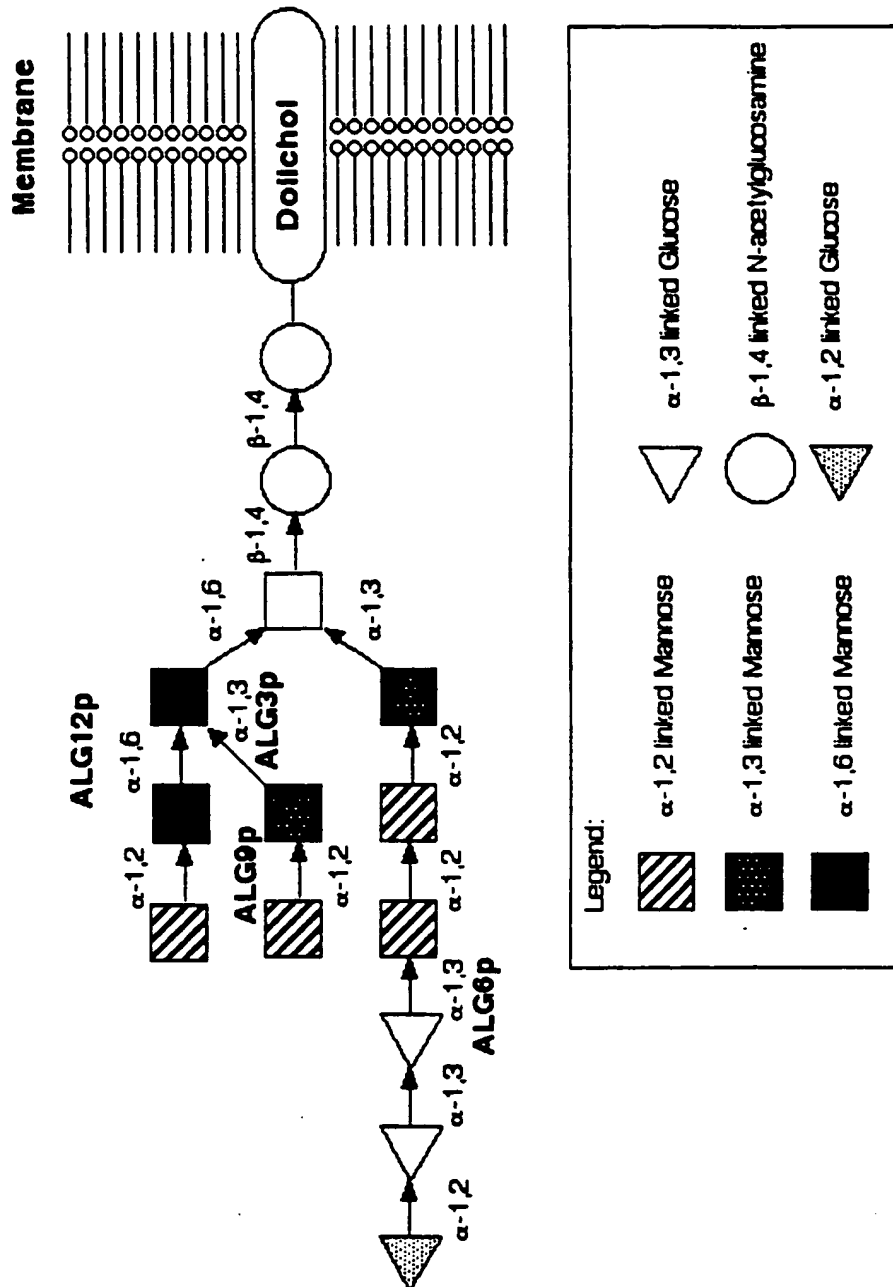 Membrane
ALG12p
α-1,2
α-1,6
α-1,6
ALG9p
α-1,3
β-1,4
β-1,4
ALG3p
Dolichol
α-1,2
α-1,3
α-1,2
α-1,3
α-1,3
α-1,2
α-1,2
ALG6p
Legend:
α-1,2 linked Mannose
α-1,3 linked Glucose
α-1,3 linked Mannose
β-1,4 linked N-acetylglucosamine
α-1,6 linked Mannose
α-1,2 linked Glucose